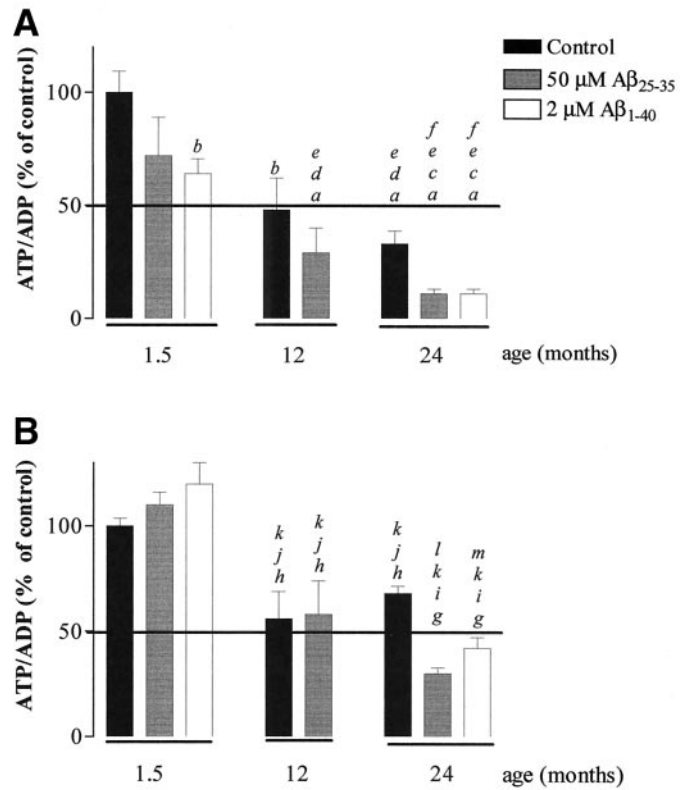 A
Control
50 μM Aβ25-35
2 μM Aβ1-40
ATP/ADP (% of control)
100
50
0
b
b
e
d
a
e
d
a
f
e
c
a
f
e
c
a
1.5
12
24
age (months)
B
ATP/ADP (% of control)
100
50
0
k
j
h
k
j
h
k
j
h
l
k
i
g
m
k
i
g
1.5
12
24
age (months)